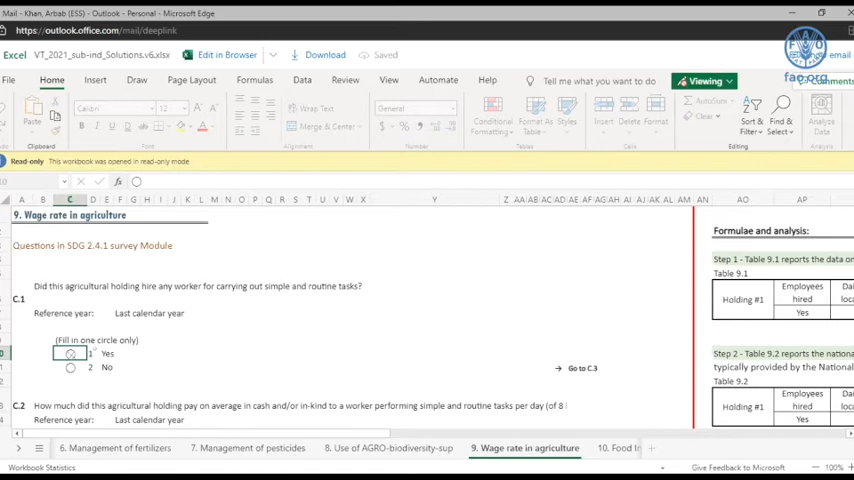 Mail - Khan, Arbab (ESS) - Outlook - Personal - Microsoft Edge
https://outlook.office.com/mail/deeplink
Excel VT_2021_sub-ind_Solutions.v6.xlsx Edit in Browser Download Saved email
FAO
fao.org
File Home Insert Draw Page Layout Formulas Data Review View Automate Help Tell me what you want to do Viewing Comments
Paste Calibri 12 Wrap Text General Conditional Formatting Format As Table Styles Insert Delete Format AutoSum Sort & Filter Find & Select Analyze Data
B Merge & Center $ % Clear
Clipboard Editing
Read-only This workbook was opened in read-only mode
fx
A B C D E F G H I J K L M N O P Q R S T U V W X Y Z AA AB AC AD AE AF AG AH AI AJ AK AL AM AN AO AP
9. Wage rate in agriculture
Formulae and analysis:
Questions in SDG 2.4.1 survey Module
Step 1 - Table 9.1 reports the data on
Table 9.1
Did this agricultural holding hire any worker for carrying out simple and routine tasks?
Holding #1 Employees hired
Yes
C.1
Reference year: Last calendar year
(Fill in one circle only)
1 Yes
2 No
Go to C.3
Step 2 - Table 9.2 reports the
typically provided by the National
Table 9.2
Holding #1 Employees hired
Yes
C.2 How much did this agricultural holding pay on average in cash and/or in-kind to a worker performing simple and routine tasks per day (of 8
Reference year: Last calendar year
6. Management of fertilizers 7. Management of pesticides 8. Use of AGRO-biodiversity-sup 9. Wage rate in agriculture 10. Food
Workbook Statistics Give Feedback to Microsoft 100%